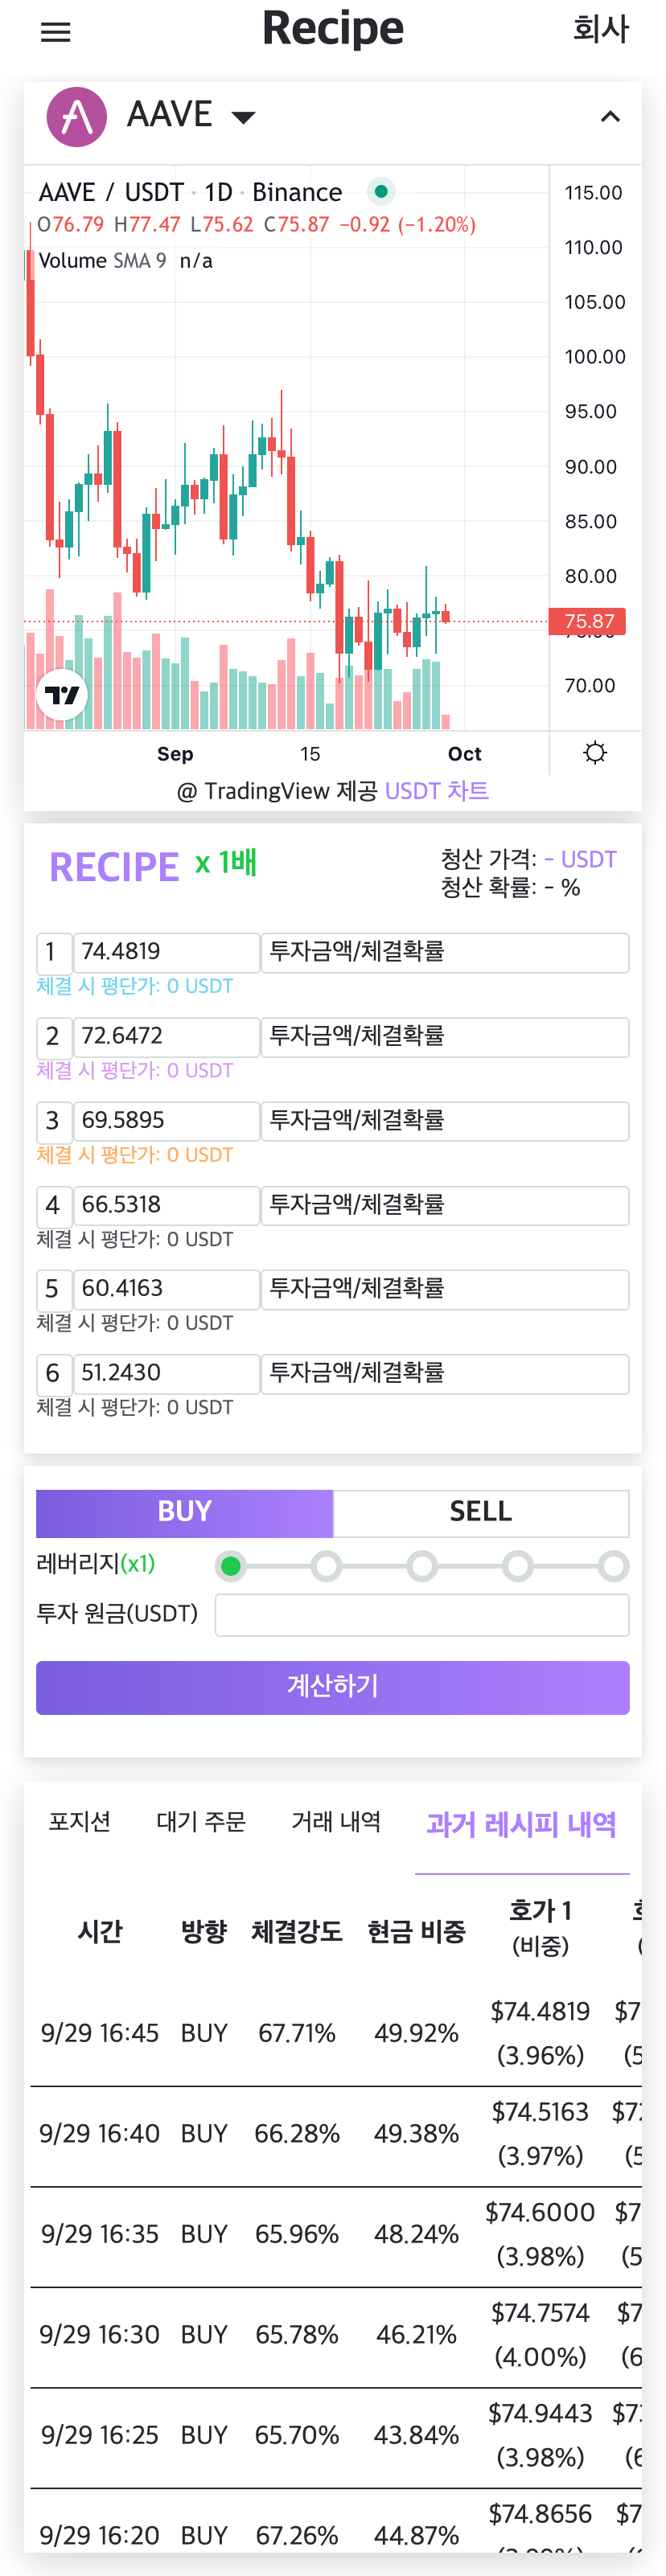 Recipe
회사
AAVE
AAVE / USDT · 1D · Binance
O76.79 H77.47 L75.62 C75.87 −0.92 (−1.20%)
Volume SMA 9 n/a
115.00
110.00
105.00
100.00
95.00
90.00
85.00
80.00
75.87
70.00
Sep 15 Oct
@ TradingView 제공 USDT 차트
RECIPE x 1배
청산 가격: - USDT
청산 확률: - %
1 74.4819 투자금액/체결확률
체결 시 평단가: 0 USDT
2 72.6472 투자금액/체결확률
체결 시 평단가: 0 USDT
3 69.5895 투자금액/체결확률
체결 시 평단가: 0 USDT
4 66.5318 투자금액/체결확률
체결 시 평단가: 0 USDT
5 60.4163 투자금액/체결확률
체결 시 평단가: 0 USDT
6 51.2430 투자금액/체결확률
체결 시 평단가: 0 USDT
BUY SELL
레버리지(x1)
투자 원금(USDT)
계산하기
포지션 대기 주문 거래 내역 과거 레시피 내역
시간 방향 체결강도 현금 비중 호가 1
(비중)
9/29 16:45 BUY 67.71% 49.92% $74.4819 $7
(3.96%) (5
9/29 16:40 BUY 66.28% 49.38% $74.5163 $7
(3.97%) (5
9/29 16:35 BUY 65.96% 48.24% $74.6000 $7
(3.98%) (5
9/29 16:30 BUY 65.78% 46.21% $74.7574 $7
(4.00%) (6
9/29 16:25 BUY 65.70% 43.84% $74.9443 $7
(3.98%) (6
9/29 16:20 BUY 67.26% 44.87% $74.8656 $7